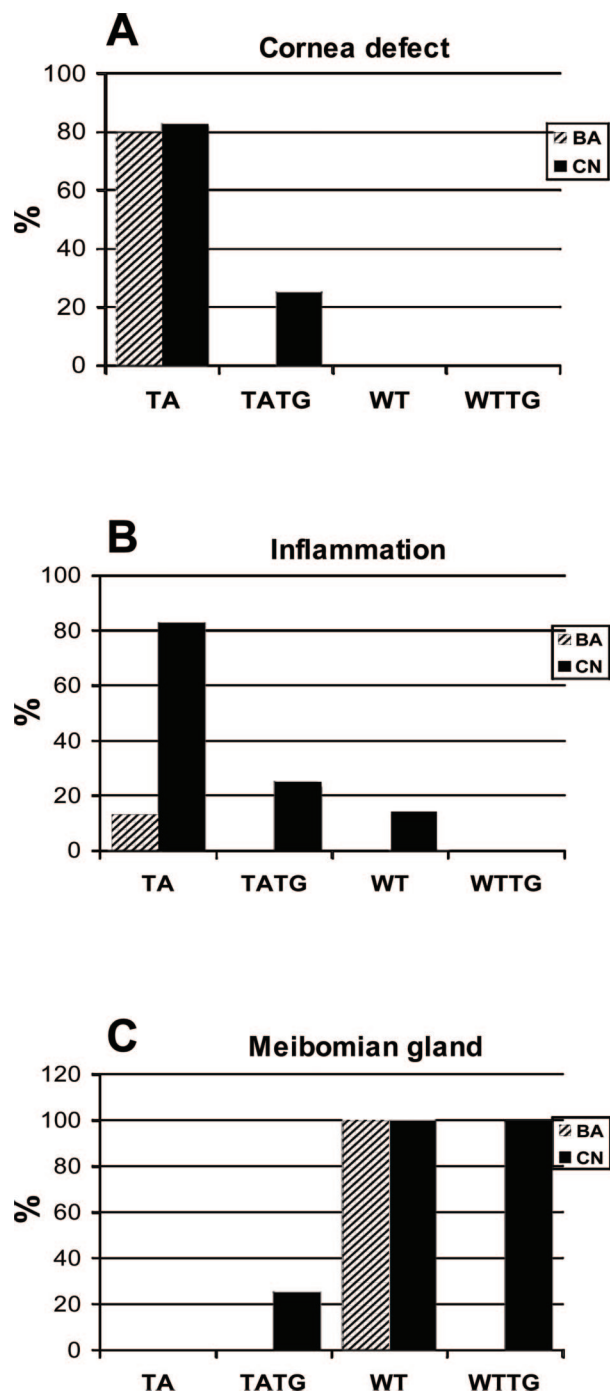 A
Cornea defect
100
80
60
40
20
0
%
BA
CN
TA TATG WT WTTG
B
Inflammation
100
80
60
40
20
0
%
BA
CN
TA TATG WT WTTG
C
Meibomian gland
120
100
80
60
40
20
0
%
BA
CN
TA TATG WT WTTG